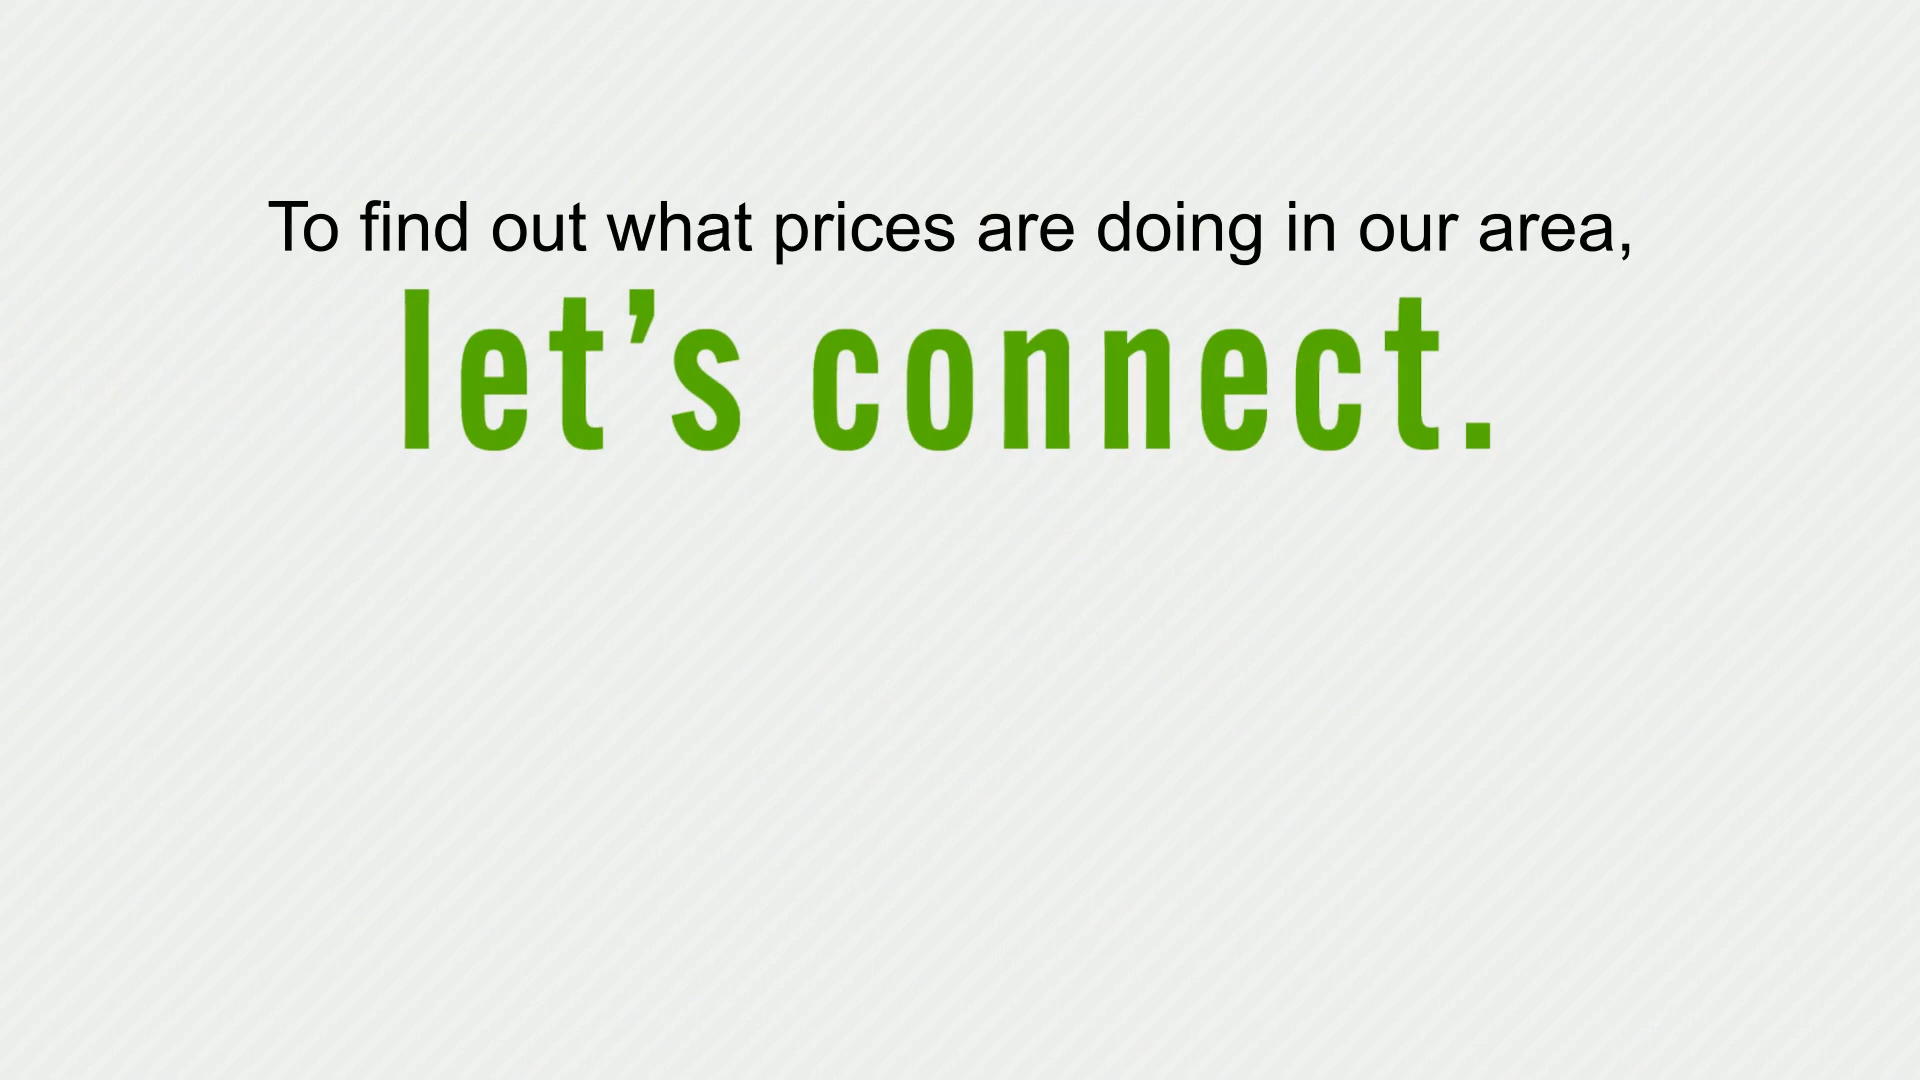 To find out what prices are doing in our area,
let’s connect.